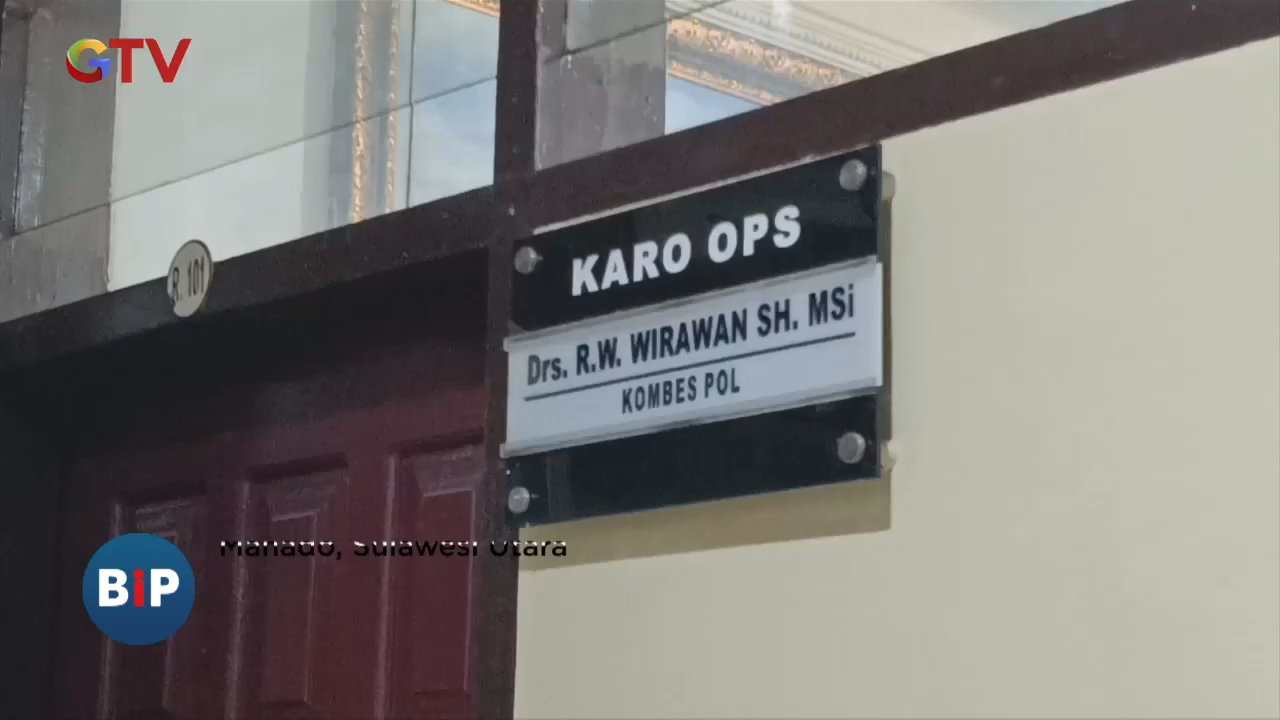 GTV
R. 101
KARO OPS
Drs. R.W. WIRAWAN SH. MSi
KOMBES POL
Manado, Sulawesi Utara
BiP